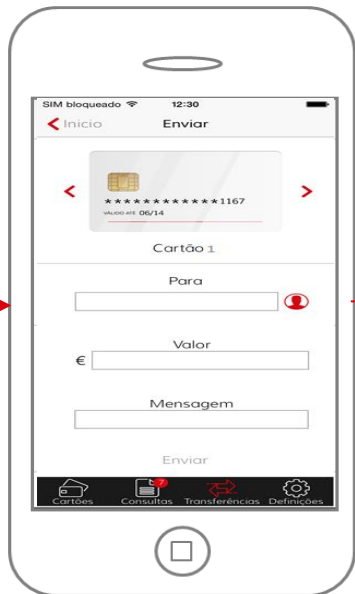 SIM bloqueado 12:30
Inicio Enviar
************1167
VÁLIDO ATÉ 06/14
Cartão 1
Para
Valor
€
Mensagem
Enviar
7
Cartões Consultas Transferências Definições